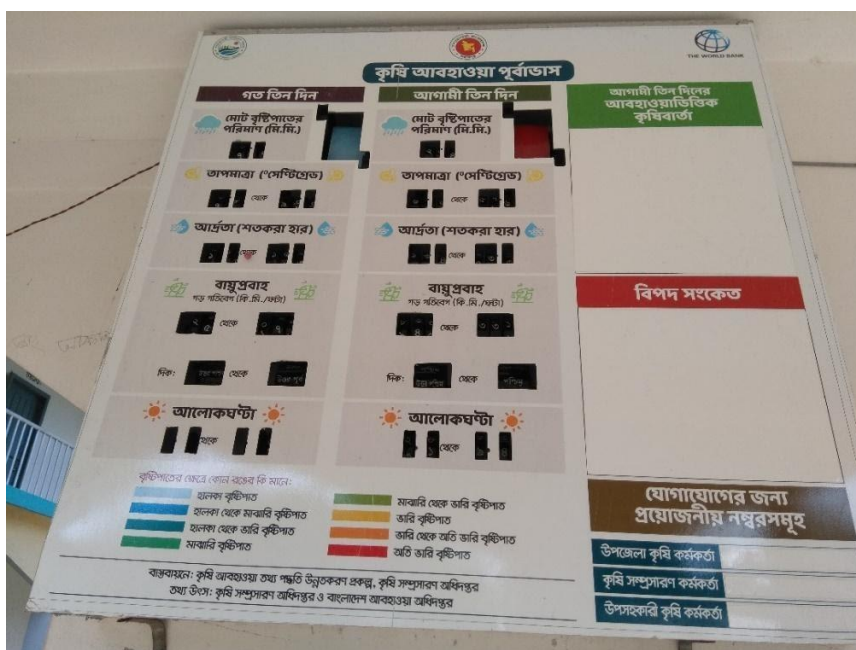 THE WORLD BANK
কৃষি আবহাওয়া পূর্বাভাস
গত তিন দিন
মোট বৃষ্টিপাতের
পরিমাণ (মি.মি.)
তাপমাত্রা (°সেন্টিগ্রেড)
থেকে
আর্দ্রতা (শতকরা হার)
থেকে
বায়ুপ্রবাহ
গড় গতিবেগ (কি.মি./ঘন্টা)
থেকে
দিক: থেকে
আলোকঘণ্টা
থেকে
আগামী তিন দিন
মোট বৃষ্টিপাতের
পরিমাণ (মি.মি.)
তাপমাত্রা (°সেন্টিগ্রেড)
থেকে
আর্দ্রতা (শতকরা হার)
থেকে
বায়ুপ্রবাহ
গড় গতিবেগ (কি.মি./ঘন্টা)
থেকে
দিক: থেকে
আলোকঘণ্টা
থেকে
আগামী তিন দিনের
আবহাওয়াভিত্তিক
কৃষিবার্তা
বিপদ সংকেত
যোগাযোগের জন্য
প্রয়োজনীয় নম্বরসমূহ
উপজেলা কৃষি কর্মকর্তা
কৃষি সম্প্রসারণ কর্মকর্তা
উপসহকারী কৃষি কর্মকর্তা
বৃষ্টিপাতের ক্ষেত্রে কোন রঙের কি মানে:
হালকা বৃষ্টিপাত
হালকা থেকে মাঝারি বৃষ্টিপাত
হালকা থেকে ভারি বৃষ্টিপাত
মাঝারি বৃষ্টিপাত
মাঝারি থেকে ভারি বৃষ্টিপাত
ভারি বৃষ্টিপাত
ভারি থেকে অতি ভারি বৃষ্টিপাত
অতি ভারি বৃষ্টিপাত
বাস্তবায়নে: কৃষি আবহাওয়া তথ্য পদ্ধতি উন্নতকরণ প্রকল্প, কৃষি সম্প্রসারণ অধিদপ্তর
তথ্য উৎস: কৃষি সম্প্রসারণ অধিদপ্তর ও বাংলাদেশ আবহাওয়া অধিদপ্তর